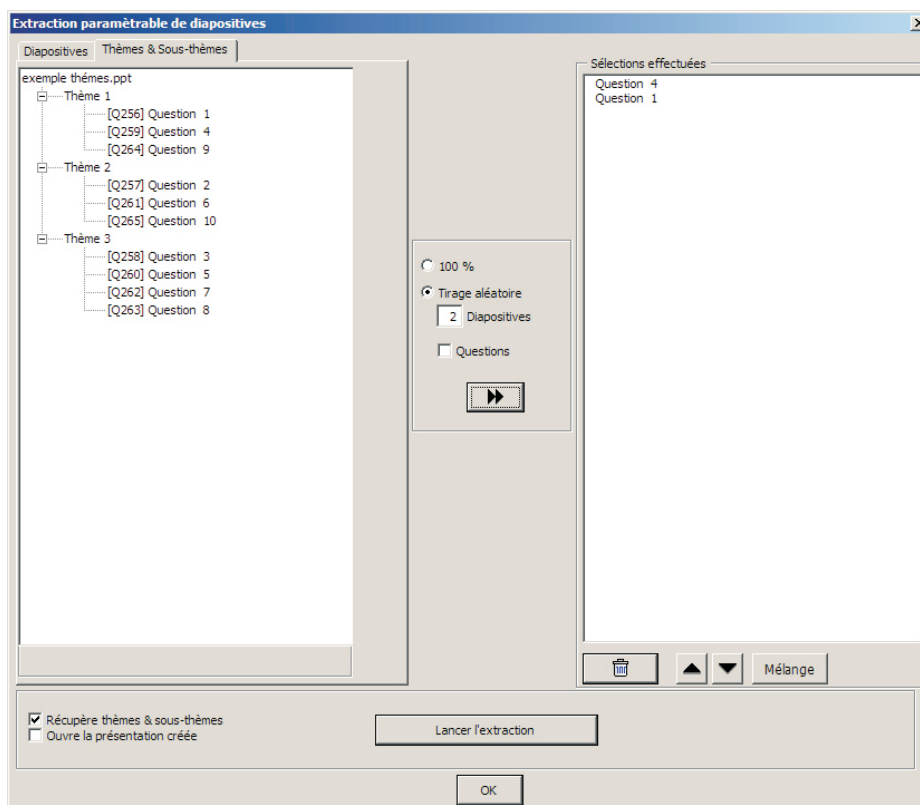 Extraction paramètrable de diapositives
Diapositives
Thèmes & Sous-thèmes
exemple thémes.ppt
Thème 1
[Q256] Question 1
[Q259] Question 4
[Q264] Question 9
Thème 2
[Q257] Question 2
[Q261] Question 6
[Q265] Question 10
Thème 3
[Q258] Question 3
[Q260] Question 5
[Q262] Question 7
[Q263] Question 8
100 %
Tirage aléatoire
2 Diapositives
Questions
Sélections effectuées
Question 4
Question 1
Mélange
Récupère thèmes & sous-thèmes
Ouvre la présentation créée
Lancer l'extraction
OK